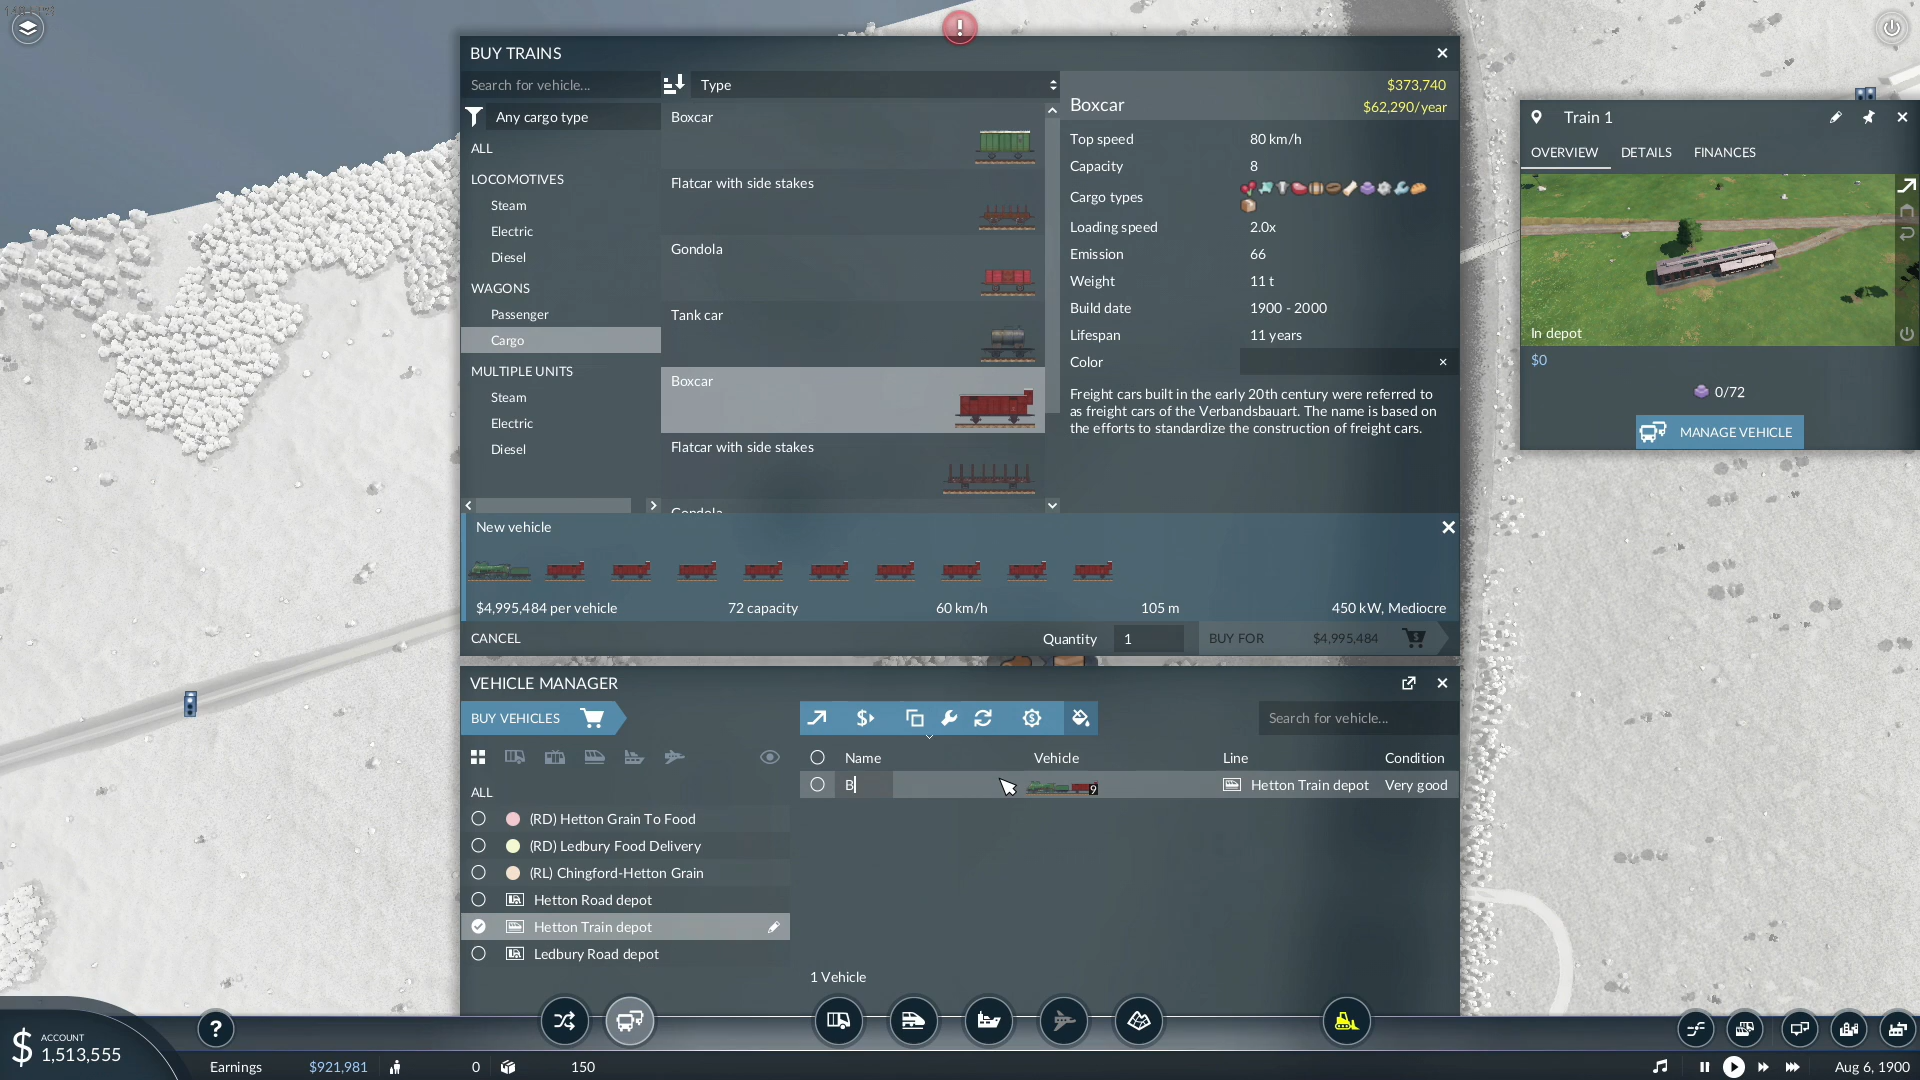 BUY TRAINS
Search for vehicle...
Type
Any cargo type
ALL
LOCOMOTIVES
Steam
Electric
Diesel
WAGONS
Passenger
Cargo
MULTIPLE UNITS
Steam
Electric
Diesel
Boxcar
Flatcar with side stakes
Gondola
Tank car
Boxcar
Flatcar with side stakes
Gondola
Boxcar
$373,740
$62,290/year
Top speed 80 km/h
Capacity 8
Cargo types
Loading speed 2.0x
Emission 66
Weight 11 t
Build date 1900 - 2000
Lifespan 11 years
Color
Freight cars built in the early 20th century were referred to
as freight cars of the Verbandsbauart. The name is based on
the efforts to standardize the construction of freight cars.
New vehicle
$4,995,484 per vehicle 72 capacity 60 km/h 105 m 450 kW, Mediocre
CANCEL
Quantity 1
BUY FOR $4,995,484
Train 1
OVERVIEW DETAILS FINANCES
In depot
$0
0/72
MANAGE VEHICLE
VEHICLE MANAGER
BUY VEHICLES
Search for vehicle...
ALL
(RD) Hetton Grain To Food
(RD) Ledbury Food Delivery
(RL) Chingford-Hetton Grain
Hetton Road depot
Hetton Train depot
Ledbury Road depot
Name Vehicle Line Condition
B 9 Hetton Train depot Very good
1 Vehicle
$ ACCOUNT
1,513,555
?
Earnings $921,981 0 150
Aug 6, 1900